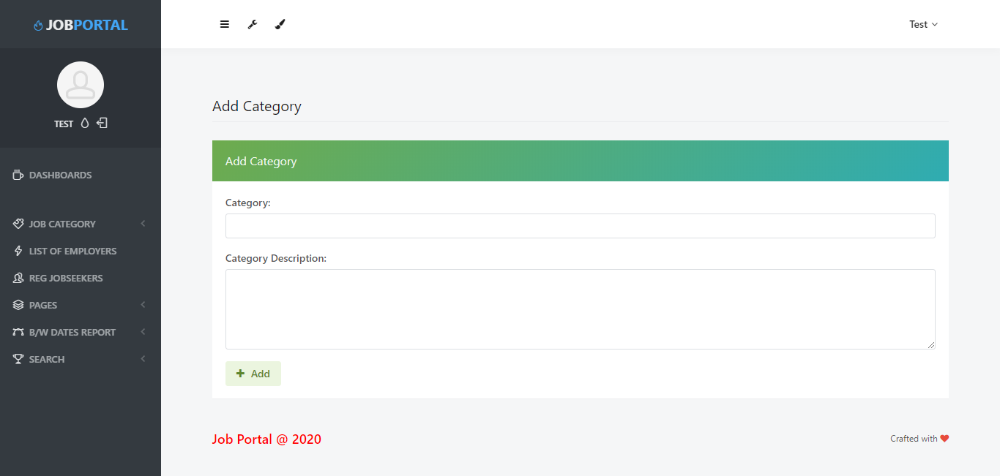 JOBPORTAL
TEST
DASHBOARDS
JOB CATEGORY
LIST OF EMPLOYERS
REG JOBSEEKERS
PAGES
B/W DATES REPORT
SEARCH
Test
Add Category
Add Category
Category:
Category Description:
Add
Job Portal @ 2020
Crafted with